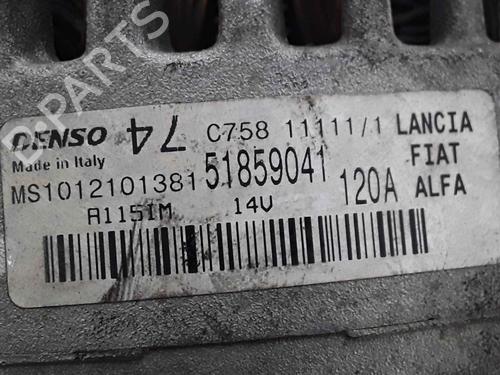 B-PARTS
DENSO 74 C758 11111/1 LANCIA
Made in Italy FIAT
MS1012101381 51859041 120A ALFA
A115IM 14V